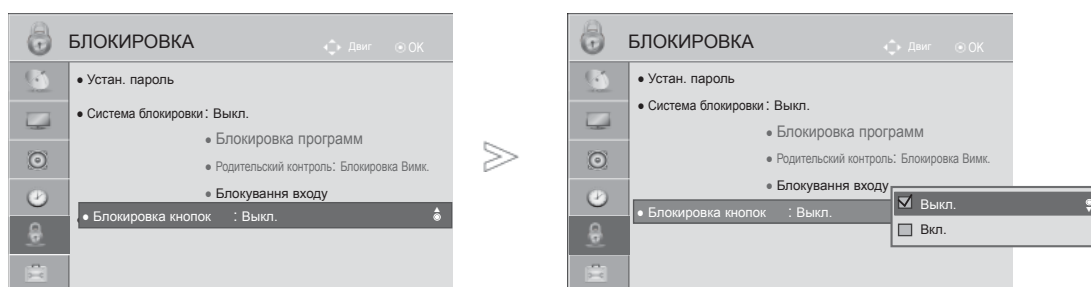 БЛОКИРОВКА
Двиг OK
● Устан. пароль
● Система блокировки : Выкл.
● Блокировка программ
● Родительский контроль: Блокировка Вимк.
● Блокування входу
● Блокировка кнопок : Выкл.
БЛОКИРОВКА
Двиг OK
● Устан. пароль
● Система блокировки : Выкл.
● Блокировка программ
● Родительский контроль: Блокировка Вимк.
● Блокування входу
● Блокировка кнопок : Выкл.
Выкл.
Вкл.